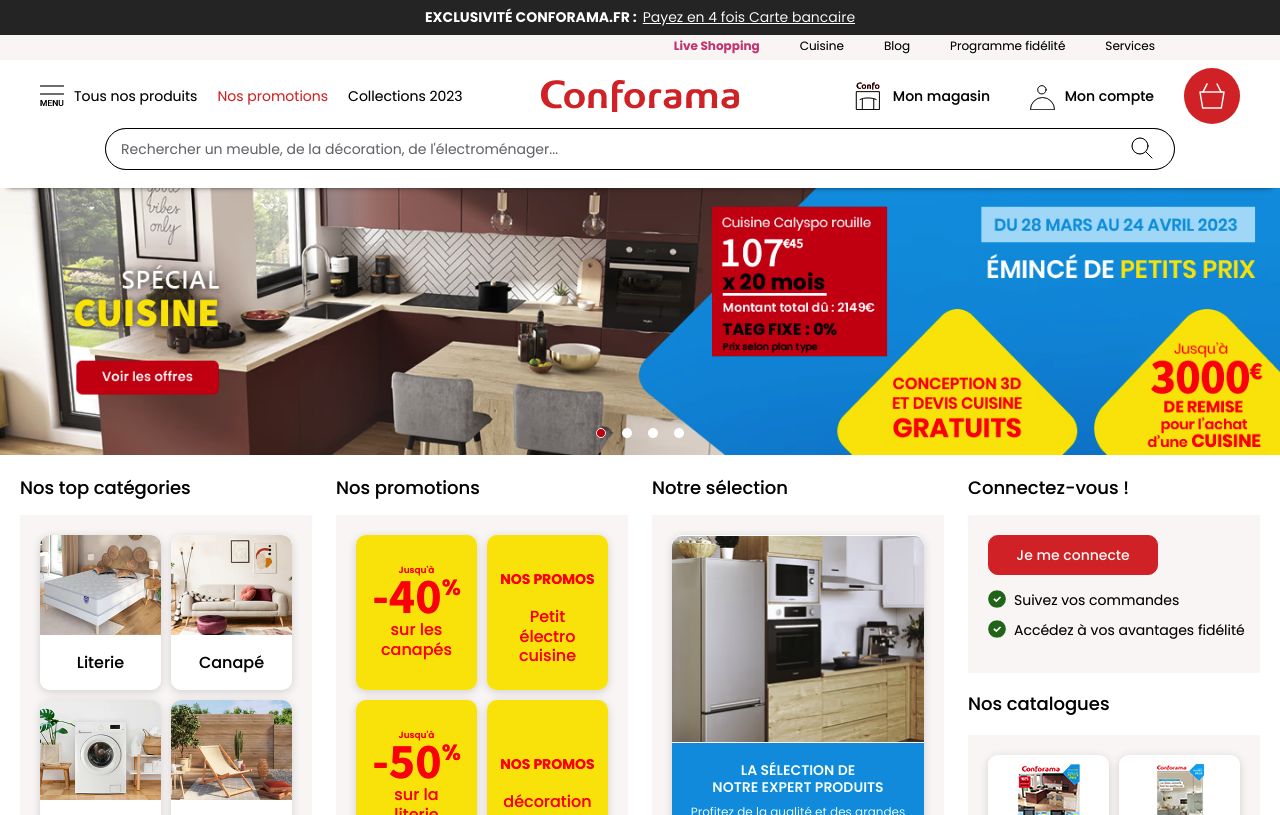 EXCLUSIVITÉ CONFORAMA.FR : Payez en 4 fois Carte bancaire
Live Shopping
Cuisine
Blog
Programme fidélité
Services
MENU
Tous nos produits
Nos promotions
Collections 2023
Conforama
Confo
Mon magasin
Mon compte
Rechercher un meuble, de la décoration, de l'électroménager...
good
vibes
only
SPÉCIAL
CUISINE
Voir les offres
Cuisine Calyspo rouille
107€45
x 20 mois
Montant total dû : 2149€
TAEG FIXE : 0%
Prix selon plan type
DU 28 MARS AU 24 AVRIL 2023
ÉMINCÉ DE PETITS PRIX
CONCEPTION 3D
ET DEVIS CUISINE
GRATUITS
Jusqu'à
3000€
DE REMISE
pour l'achat
d'une CUISINE
Nos top catégories
Literie
Canapé
Nos promotions
Jusqu'à
-40%
sur les
canapés
NOS PROMOS
Petit
électro
cuisine
Jusqu'à
-50%
sur la
literie
NOS PROMOS
décoration
Notre sélection
LA SÉLECTION DE
NOTRE EXPERT PRODUITS
Profitez de la qualité et des grandes
Connectez-vous !
Je me connecte
Suivez vos commandes
Accédez à vos avantages fidélité
Nos catalogues
Conforama
Conforama